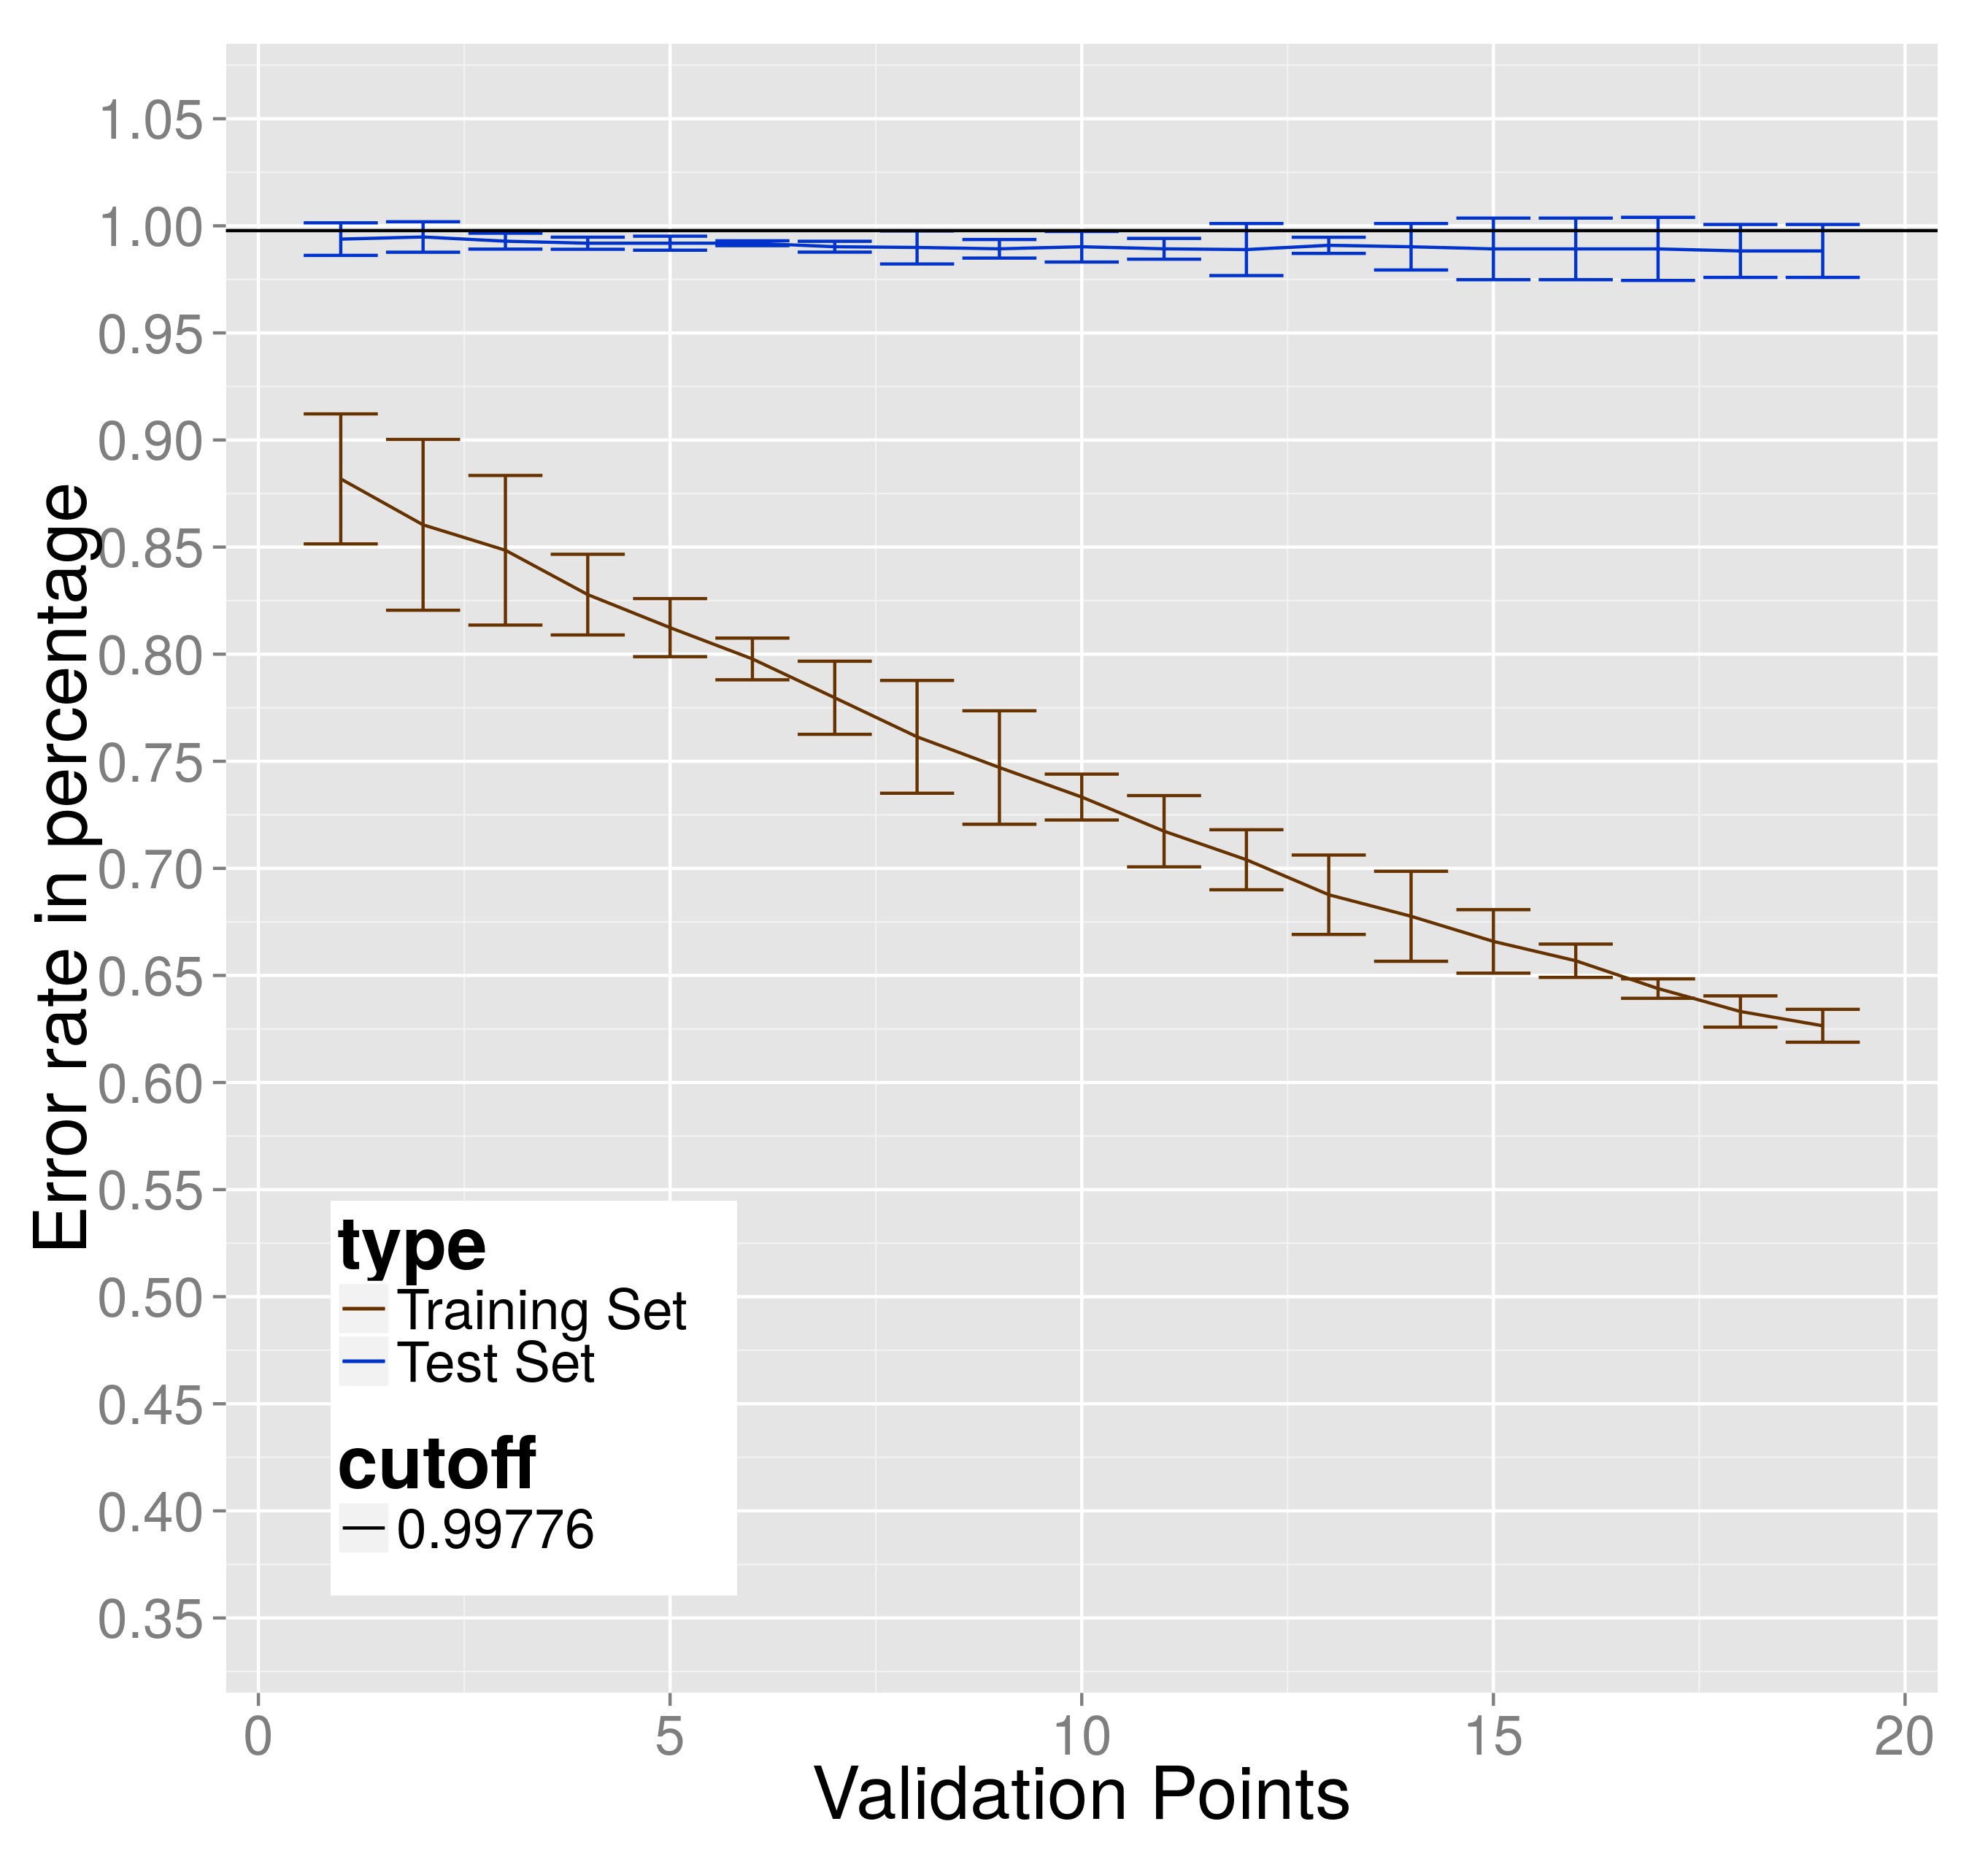 1.05
1.00
0.95
0.90
0.85
0.80
0.75
0.70
0.65
0.60
0.55
0.50
0.45
0.40
0.35
Error rate in percentage
type
Training Set
Test Set
cutoff
0.99776
0 5 10 15 20
Validation Points